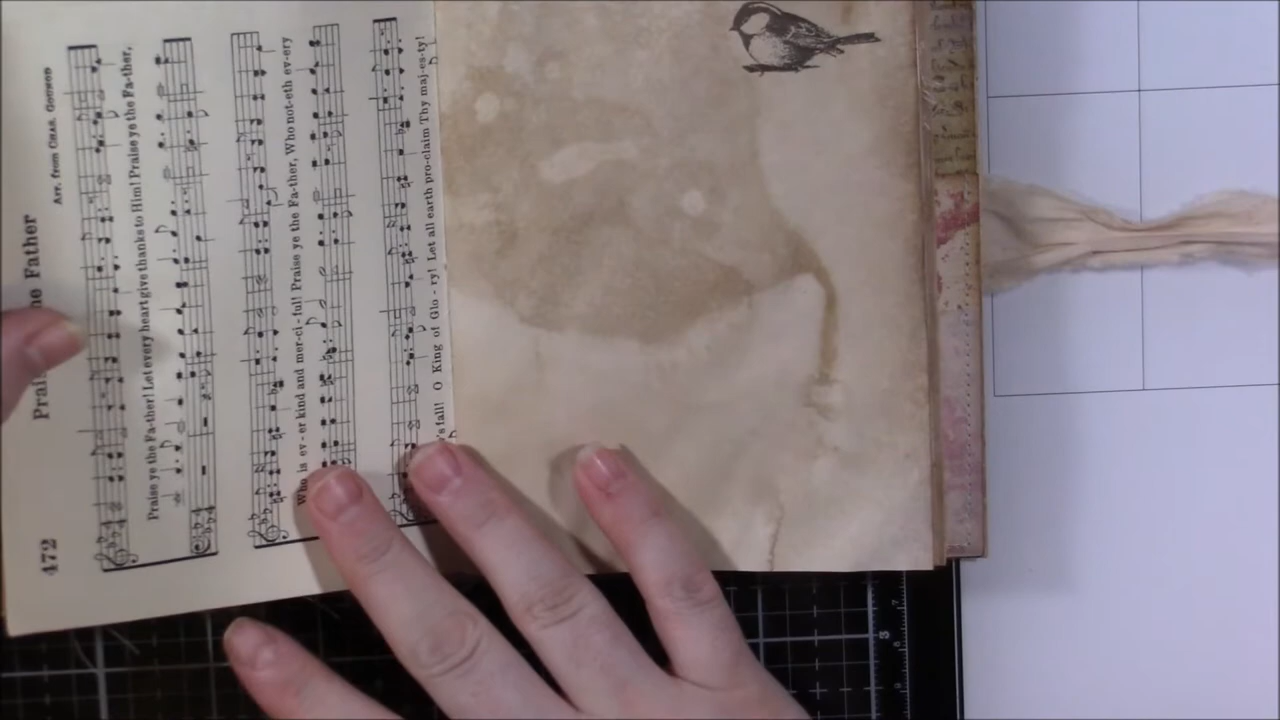 472
Praise the Father
Arr. from CHAS. GOUNOD
Praise ye the Fa-ther! Let every heart give thanks to Him! Praise ye the Fa-ther,
Who is ev - er kind and mer-ci - ful! Praise ye the Fa-ther, Who not-eth ev-ery
's fall! O King of Glo - ry! Let all earth pro-claim Thy maj-es-ty!
3